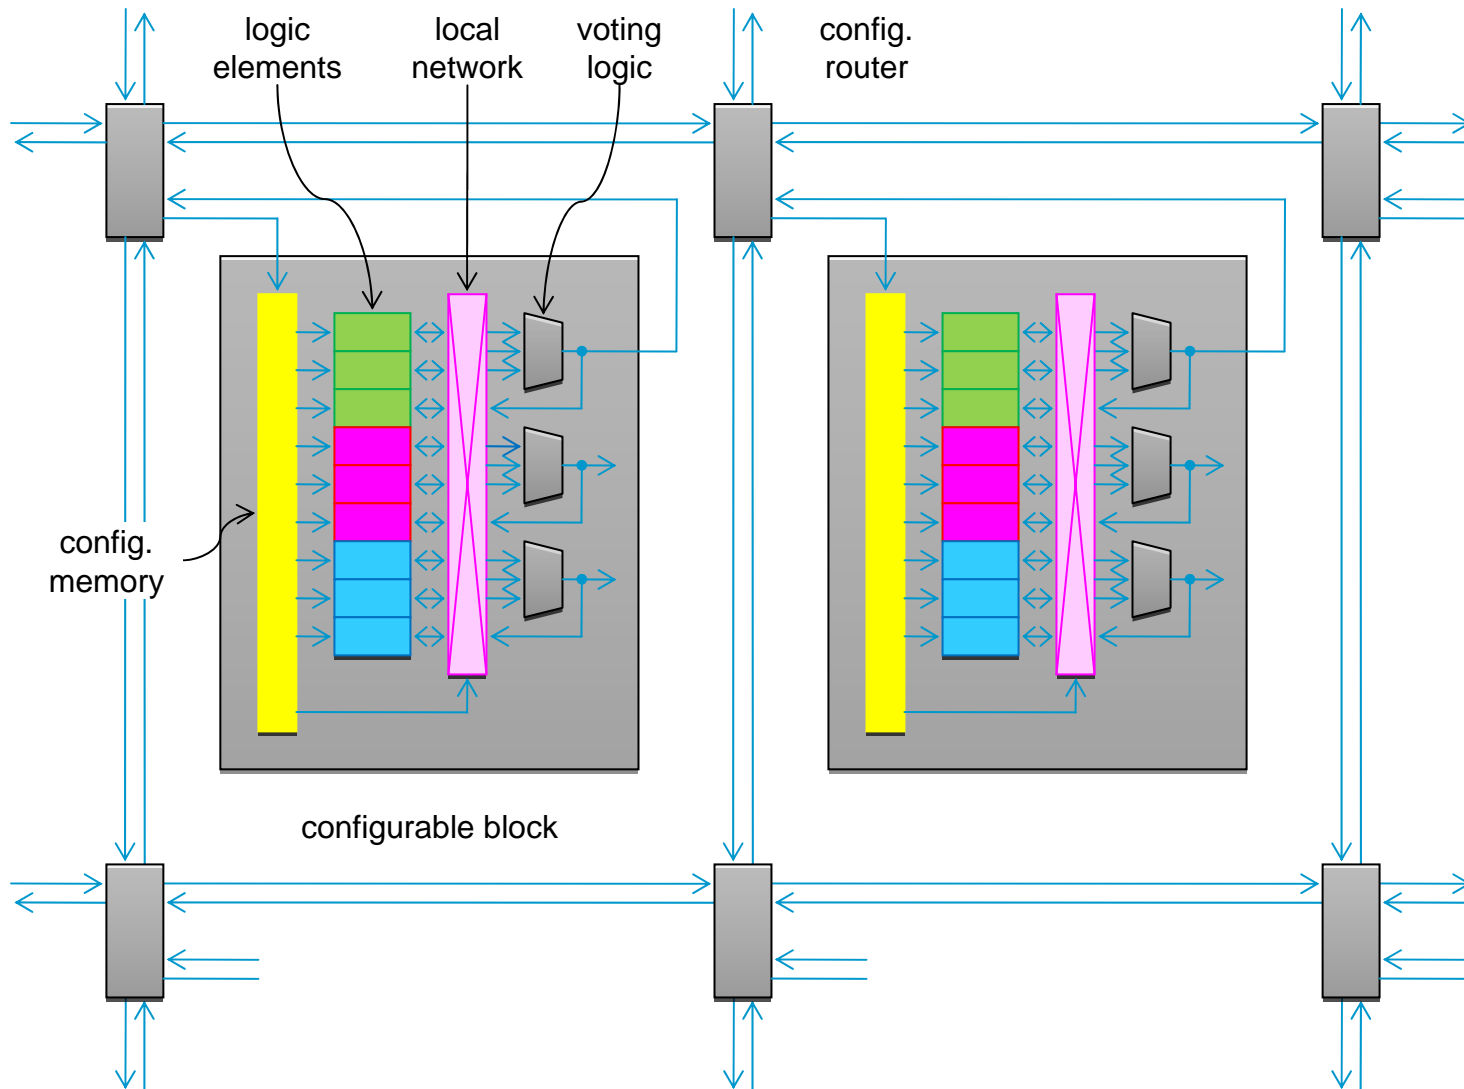 logic
elements
local
network
voting
logic
config.
router
config.
memory
configurable block